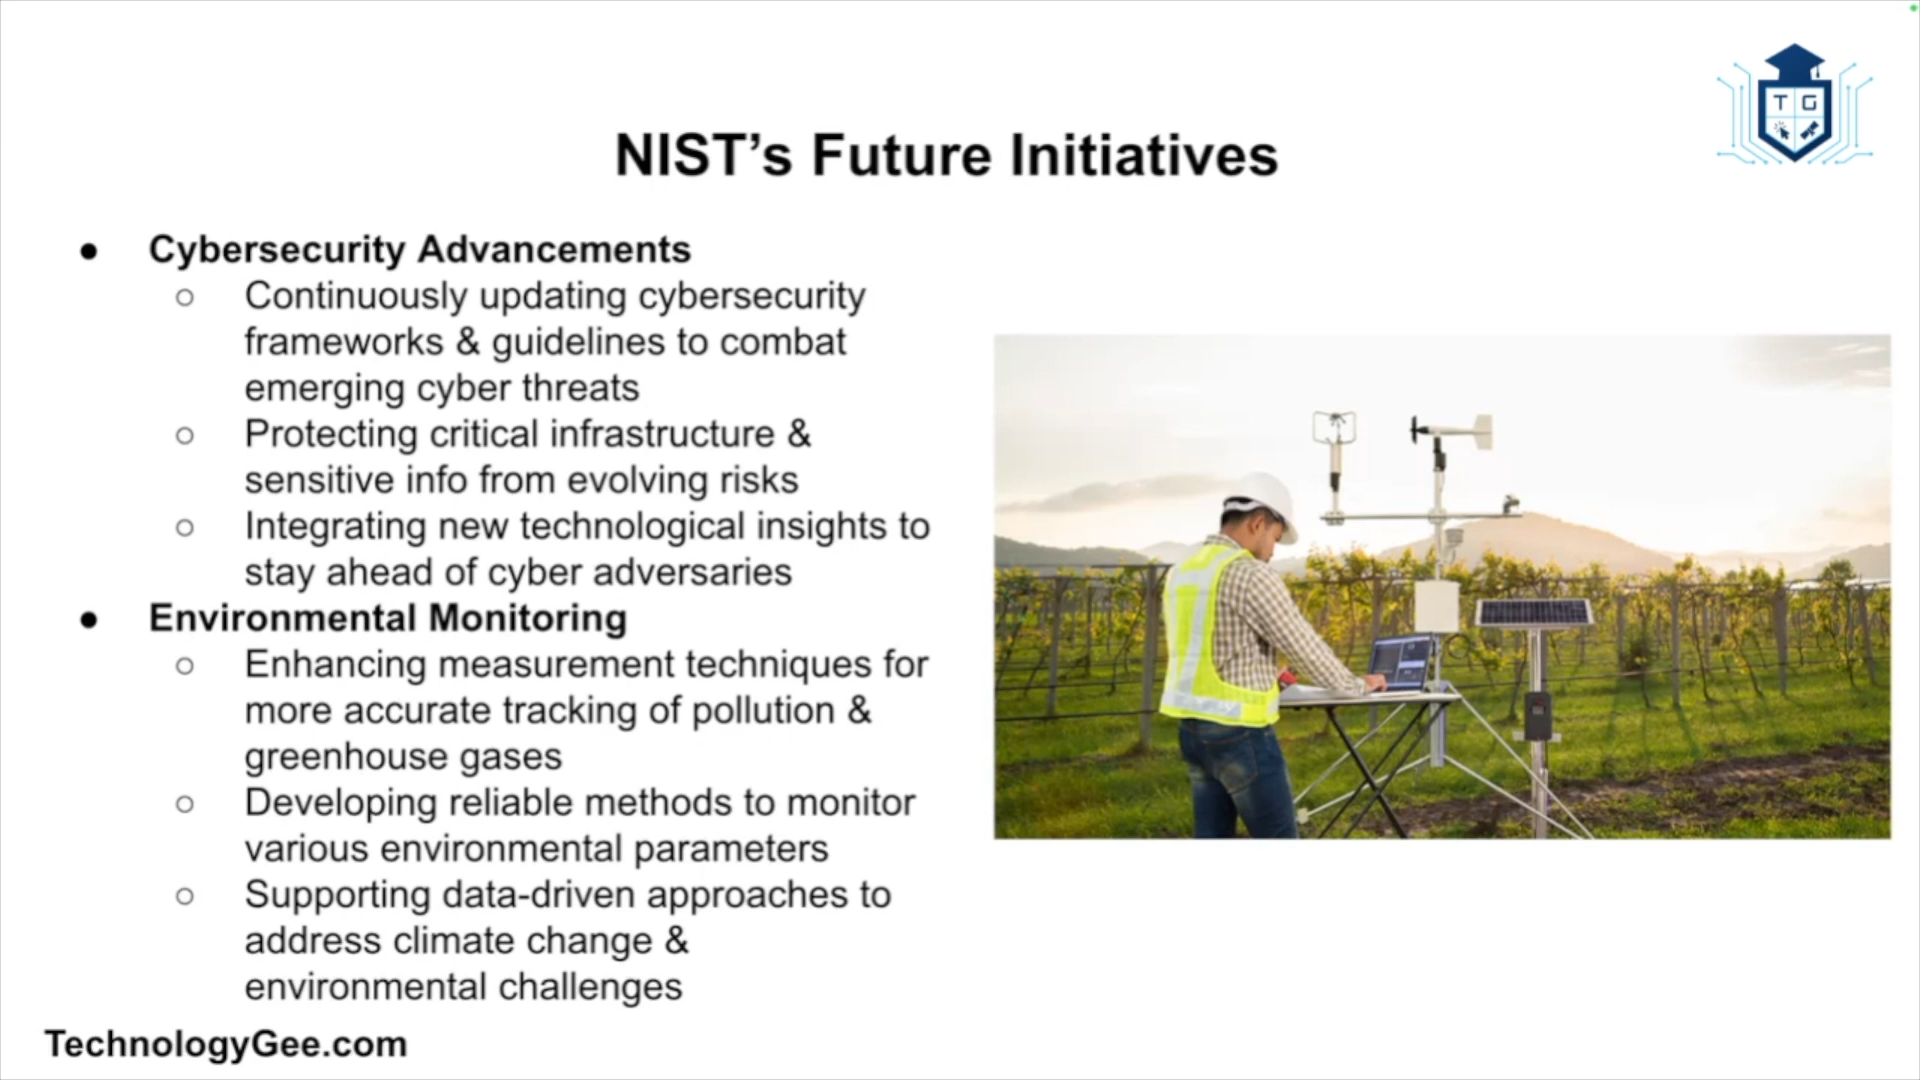 T G
NIST’s Future Initiatives
● Cybersecurity Advancements
○ Continuously updating cybersecurity
frameworks & guidelines to combat
emerging cyber threats
○ Protecting critical infrastructure &
sensitive info from evolving risks
○ Integrating new technological insights to
stay ahead of cyber adversaries
● Environmental Monitoring
○ Enhancing measurement techniques for
more accurate tracking of pollution &
greenhouse gases
○ Developing reliable methods to monitor
various environmental parameters
○ Supporting data-driven approaches to
address climate change &
environmental challenges
TechnologyGee.com